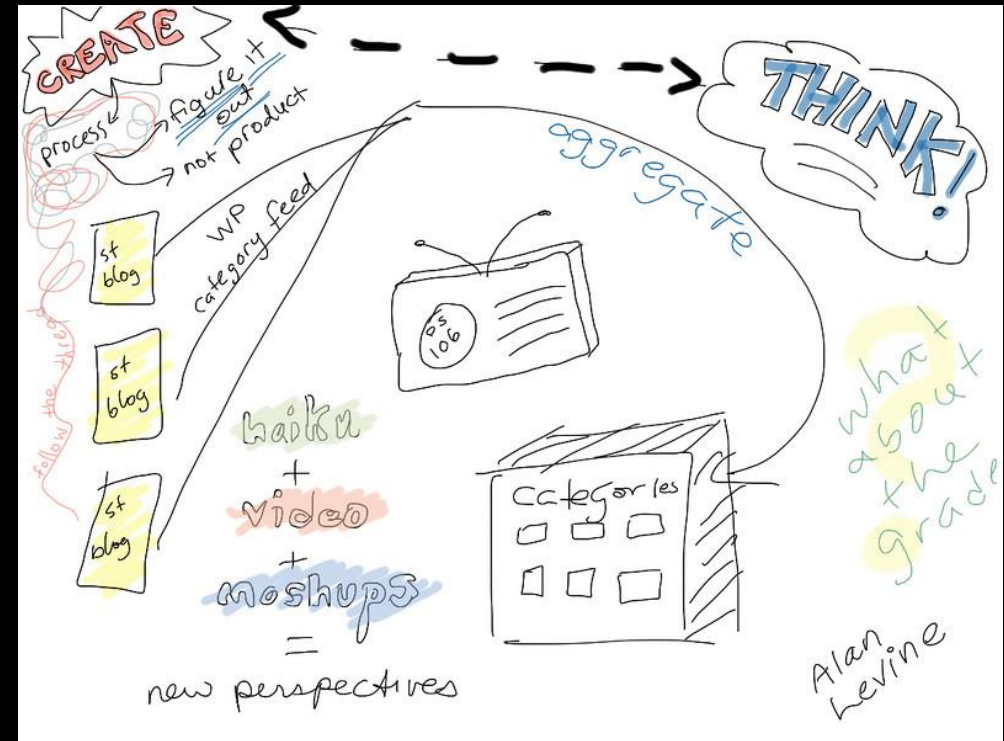 CREATE
THINK!
process
figure it
out
not product
aggregate
WP
category feed
st
blog
st
blog
st
blog
follow the thread
DS
106
haiku
+
video
+
mashups
=
new perspectives
categories
what
about
the
grade
?
Alan
Levine